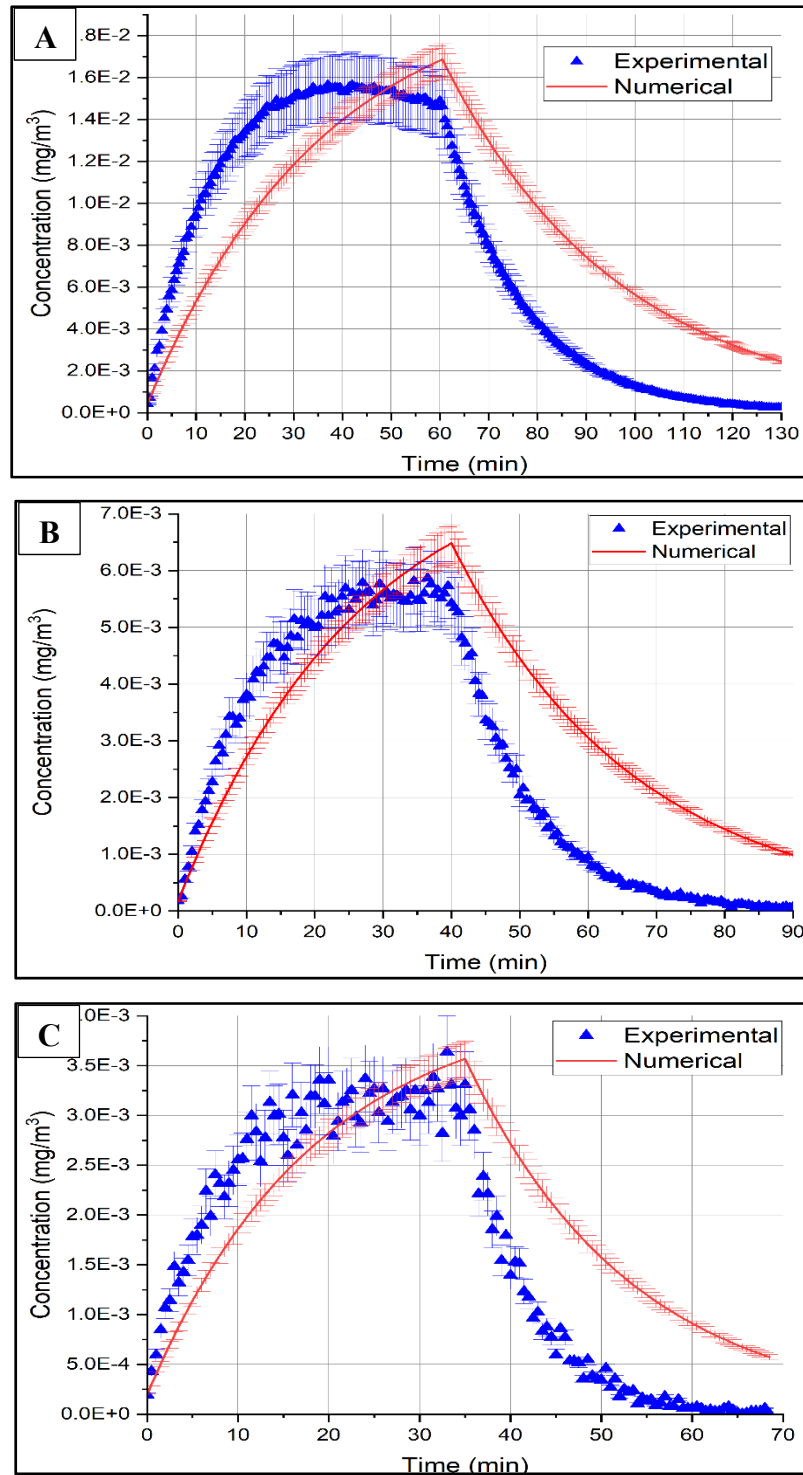 A
.8E-2
1.6E-2
1.4E-2
1.2E-2
1.0E-2
8.0E-3
6.0E-3
4.0E-3
2.0E-3
0.0E+0
Concentration (mg/m³)
Experimental
Numerical
0 10 20 30 40 50 60 70 80 90 100 110 120 130
Time (min)
B
7.0E-3
6.0E-3
5.0E-3
4.0E-3
3.0E-3
2.0E-3
1.0E-3
0.0E+0
Concentration (mg/m³)
Experimental
Numerical
0 10 20 30 40 50 60 70 80 90
Time (min)
C
.0E-3
3.5E-3
3.0E-3
2.5E-3
2.0E-3
1.5E-3
1.0E-3
5.0E-4
0.0E+0
Concentration (mg/m³)
Experimental
Numerical
0 10 20 30 40 50 60 70
Time (min)